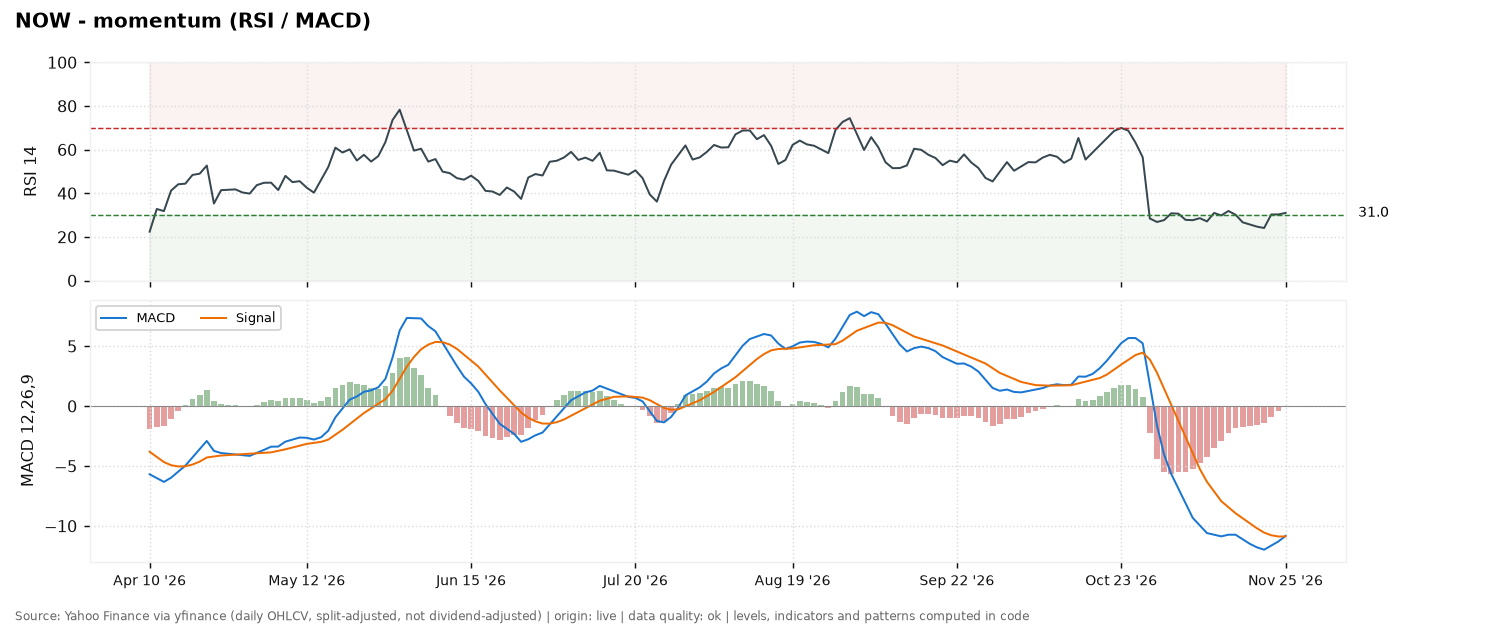 NOW - momentum (RSI / MACD)
100
80
60
40
20
0
RSI 14
31.0
MACD
Signal
5
0
−5
−10
MACD 12,26,9
Apr 10 '26
May 12 '26
Jun 15 '26
Jul 20 '26
Aug 19 '26
Sep 22 '26
Oct 23 '26
Nov 25 '26
Source: Yahoo Finance via yfinance (daily OHLCV, split-adjusted, not dividend-adjusted) | origin: live | data quality: ok | levels, indicators and patterns computed in code